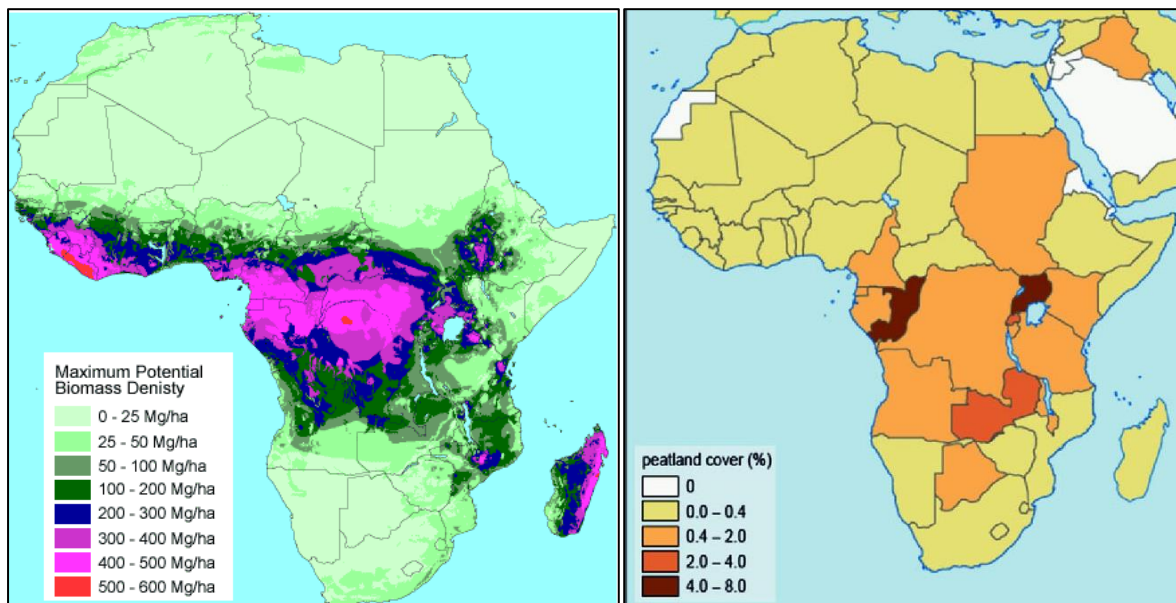 Maximum Potential
Biomass Denisty
0 - 25 Mg/ha
25 - 50 Mg/ha
50 - 100 Mg/ha
100 - 200 Mg/ha
200 - 300 Mg/ha
300 - 400 Mg/ha
400 - 500 Mg/ha
500 - 600 Mg/ha
peatland cover (%)
0
0.0 – 0.4
0.4 – 2.0
2.0 – 4.0
4.0 – 8.0